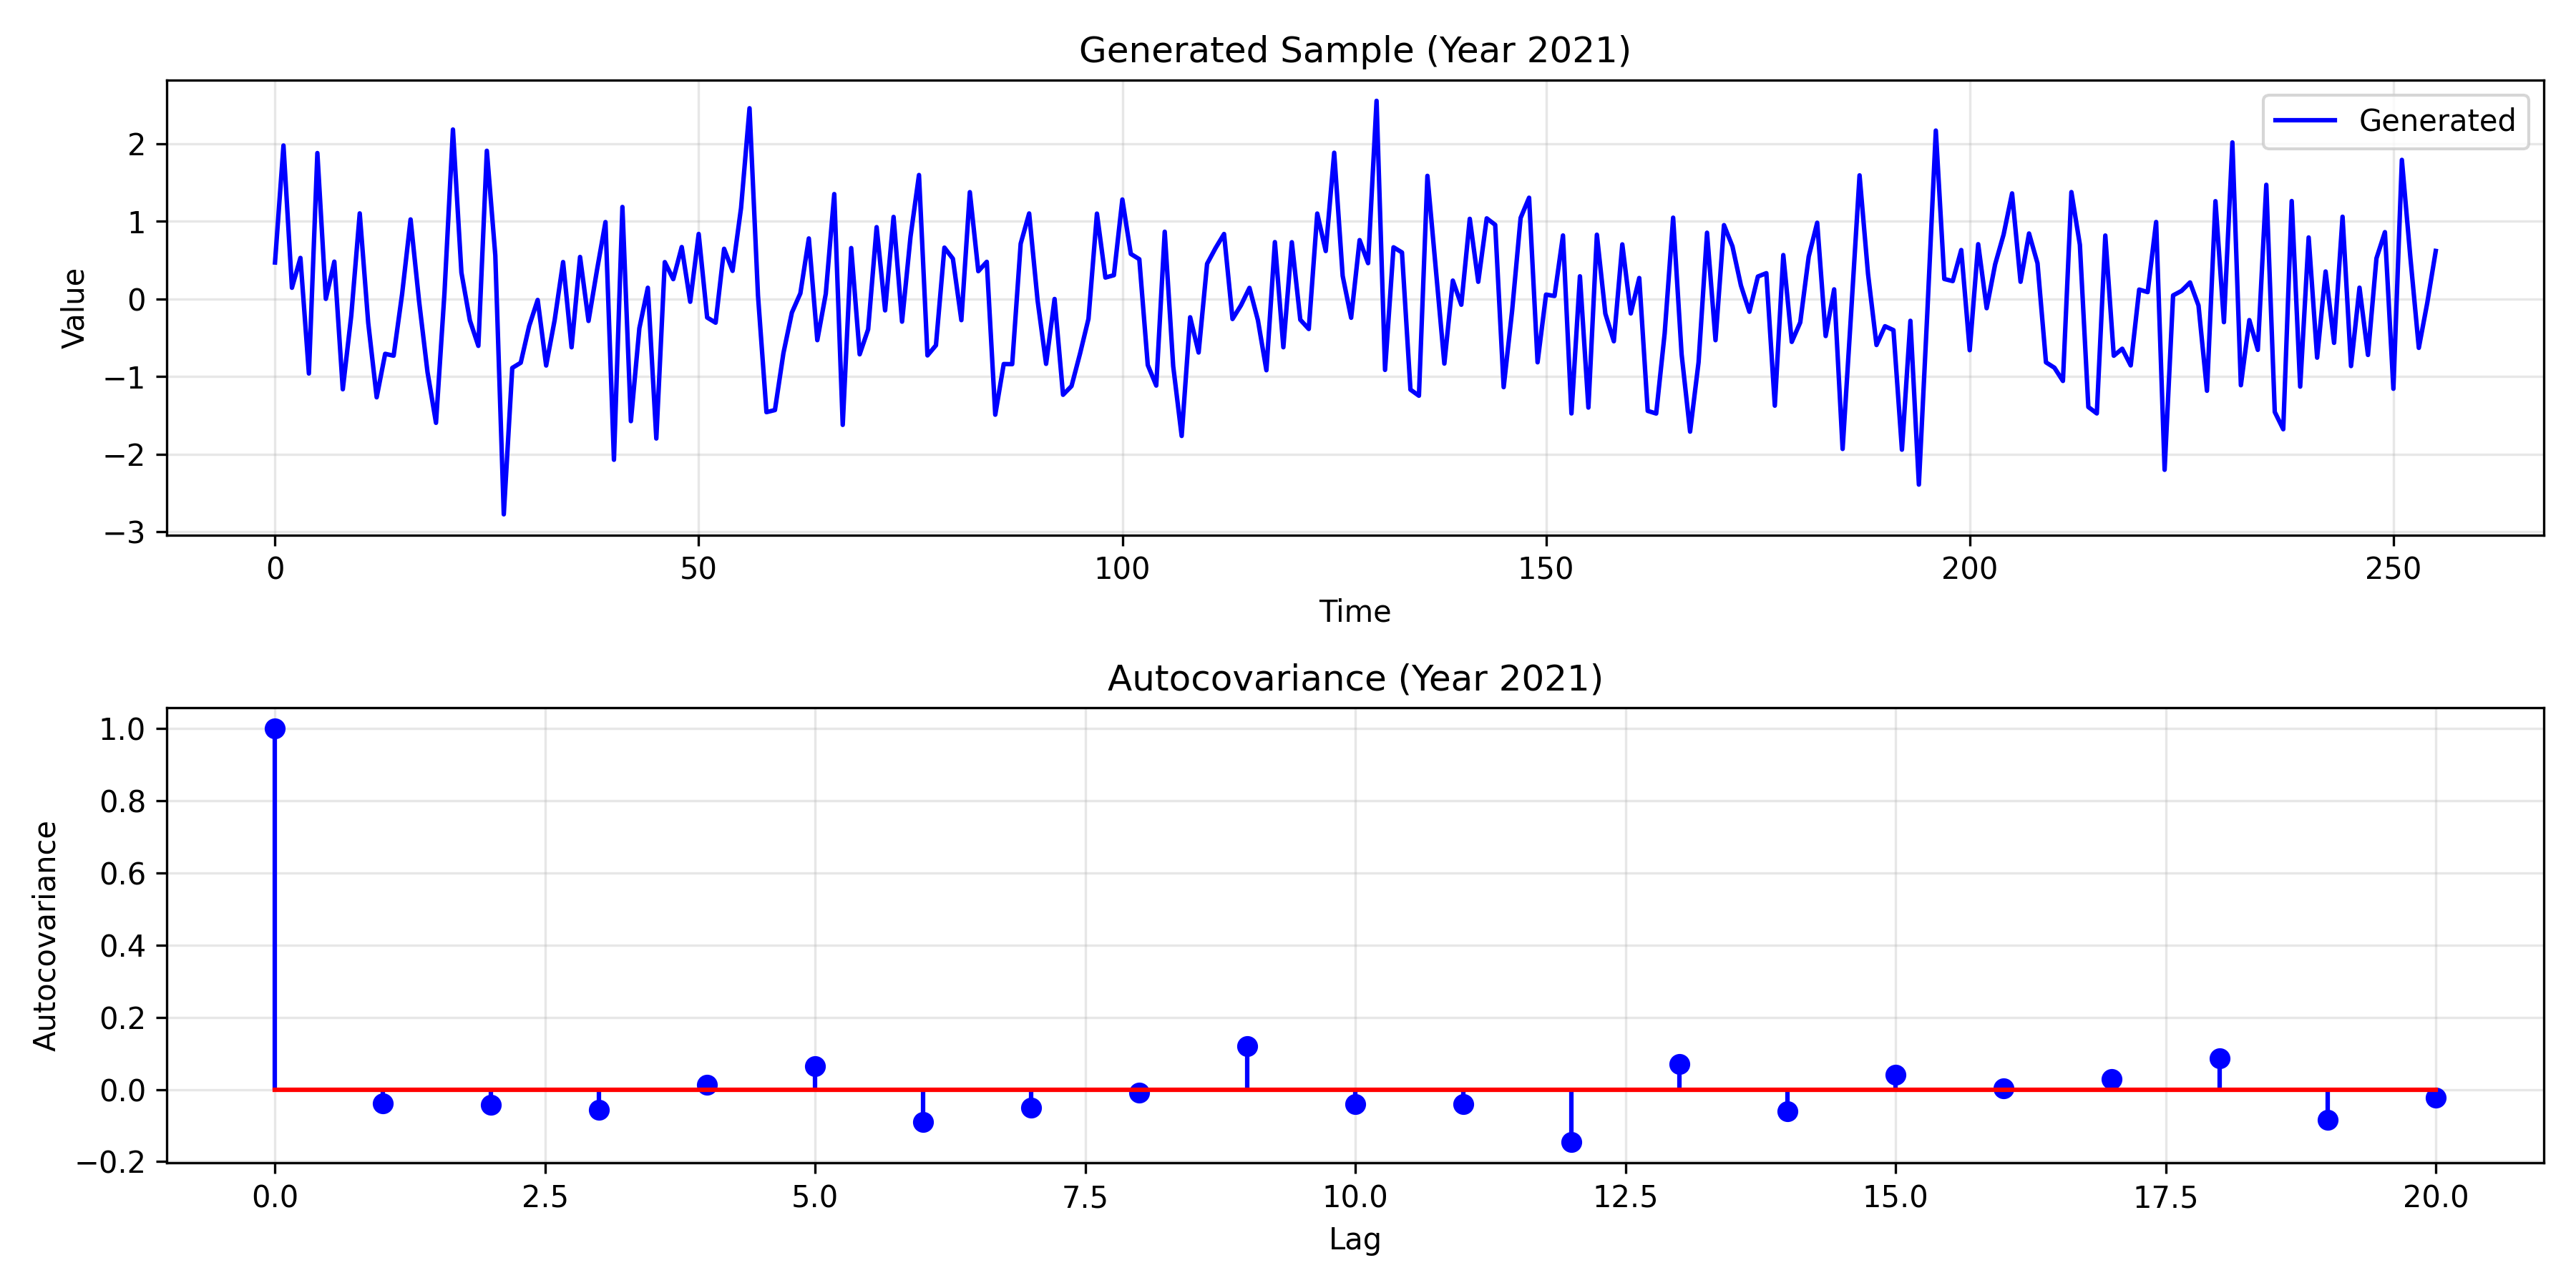 Generated Sample (Year 2021)
Generated
Value
2
1
0
−1
−2
−3
0 50 100 150 200 250
Time
Autocovariance (Year 2021)
Autocovariance
1.0
0.8
0.6
0.4
0.2
0.0
−0.2
0.0 2.5 5.0 7.5 10.0 12.5 15.0 17.5 20.0
Lag